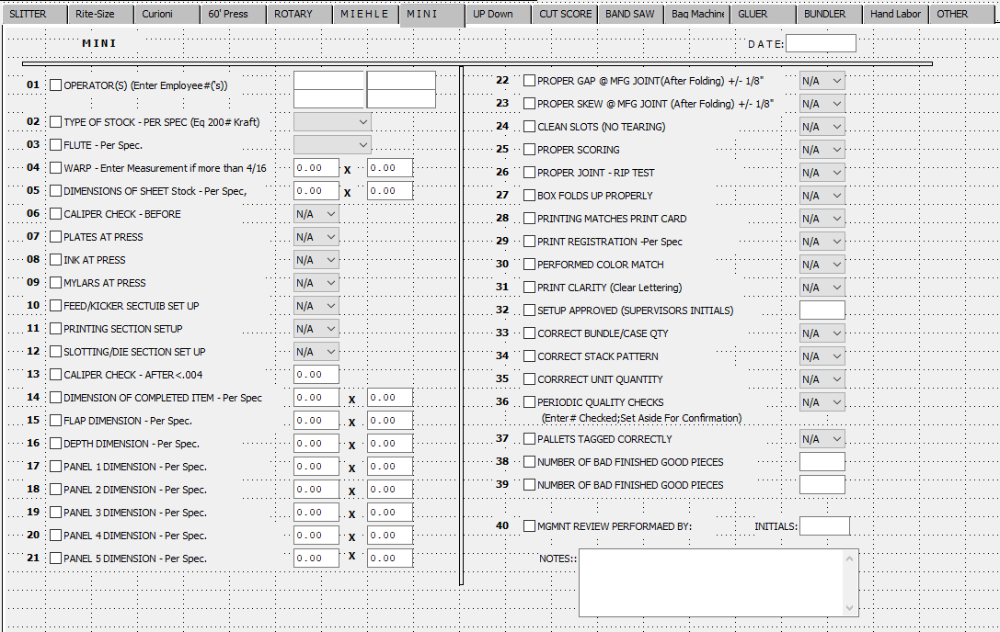 SLITTER Rite-Size Curioni 60' Press ROTARY M I E H L E M I N I UP Down CUT SCORE BAND SAW Bag Machine GLUER BUNDLER Hand Labor OTHER
M I N I
D A T E:
01 OPERATOR(S) (Enter Employee#('s))
02 TYPE OF STOCK - PER SPEC (Eq 200# Kraft)
03 FLUTE - Per Spec.
04 WARP - Enter Measurement if more than 4/16 0.00 X 0.00
05 DIMENSIONS OF SHEET Stock - Per Spec, 0.00 X 0.00
06 CALIPER CHECK - BEFORE N/A
07 PLATES AT PRESS N/A
08 INK AT PRESS N/A
09 MYLARS AT PRESS N/A
10 FEED/KICKER SECTUIB SET UP N/A
11 PRINTING SECTION SETUP N/A
12 SLOTTING/DIE SECTION SET UP N/A
13 CALIPER CHECK - AFTER<.004 0.00
14 DIMENSION OF COMPLETED ITEM - Per Spec 0.00 X 0.00
15 FLAP DIMENSION - Per Spec. 0.00 X 0.00
16 DEPTH DIMENSION - Per Spec. 0.00 X 0.00
17 PANEL 1 DIMENSION - Per Spec. 0.00 X 0.00
18 PANEL 2 DIMENSION - Per Spec. 0.00 X 0.00
19 PANEL 3 DIMENSION - Per Spec. 0.00 X 0.00
20 PANEL 4 DIMENSION - Per Spec. 0.00 X 0.00
21 PANEL 5 DIMENSION - Per Spec. 0.00 X 0.00
22 PROPER GAP @ MFG JOINT(After Folding) +/- 1/8" N/A
23 PROPER SKEW @ MFG JOINT (After Folding) +/- 1/8" N/A
24 CLEAN SLOTS (NO TEARING) N/A
25 PROPER SCORING N/A
26 PROPER JOINT - RIP TEST N/A
27 BOX FOLDS UP PROPERLY N/A
28 PRINTING MATCHES PRINT CARD N/A
29 PRINT REGISTRATION -Per Spec N/A
30 PERFORMED COLOR MATCH N/A
31 PRINT CLARITY (Clear Lettering) N/A
32 SETUP APPROVED (SUPERVISORS INITIALS)
33 CORRECT BUNDLE/CASE QTY N/A
34 CORRECT STACK PATTERN N/A
35 CORRRECT UNIT QUANTITY N/A
36 PERIODIC QUALITY CHECKS N/A
(Enter# Checked;Set Aside For Confirmation)
37 PALLETS TAGGED CORRECTLY N/A
38 NUMBER OF BAD FINISHED GOOD PIECES
39 NUMBER OF BAD FINISHED GOOD PIECES
40 MGMNT REVIEW PERFORMAED BY: INITIALS:
NOTES::